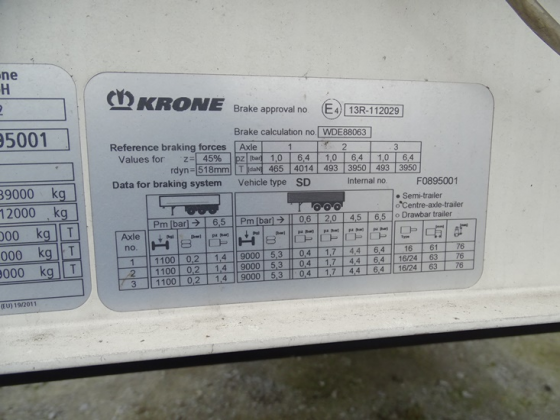 one
H
2
95001
39000 kg
12000 kg
000 kg T
000 kg T
9000 kg T
(EU) 19/2011
KRONE
Brake approval no E4 13R-112029
Brake calculation no WDE88063
Reference braking forces Axle 1 2 3
Values for z= 45% pz [bar] 1,0 6,4 1,0 6,4 1,0 6,4
rdyn= 518mm T [daN] 465 4014 493 3950 493 3950
Data for braking system Vehicle type SD Internal no. F0895001
Semi-trailer
Centre-axle-trailer
Drawbar trailer
Pm [bar] → 6,5 Pm [bar] → 0,6 2,0 4,5 6,5
Axle no.
1 1100 0,2 1,4 9000 5,3 0,4 1,7 4,4 6,4 16 61 76
2 1100 0,2 1,4 9000 5,3 0,4 1,7 4,4 6,4 16/24 63 76
3 1100 0,2 1,4 9000 5,3 0,4 1,7 4,4 6,4 16/24 63 76